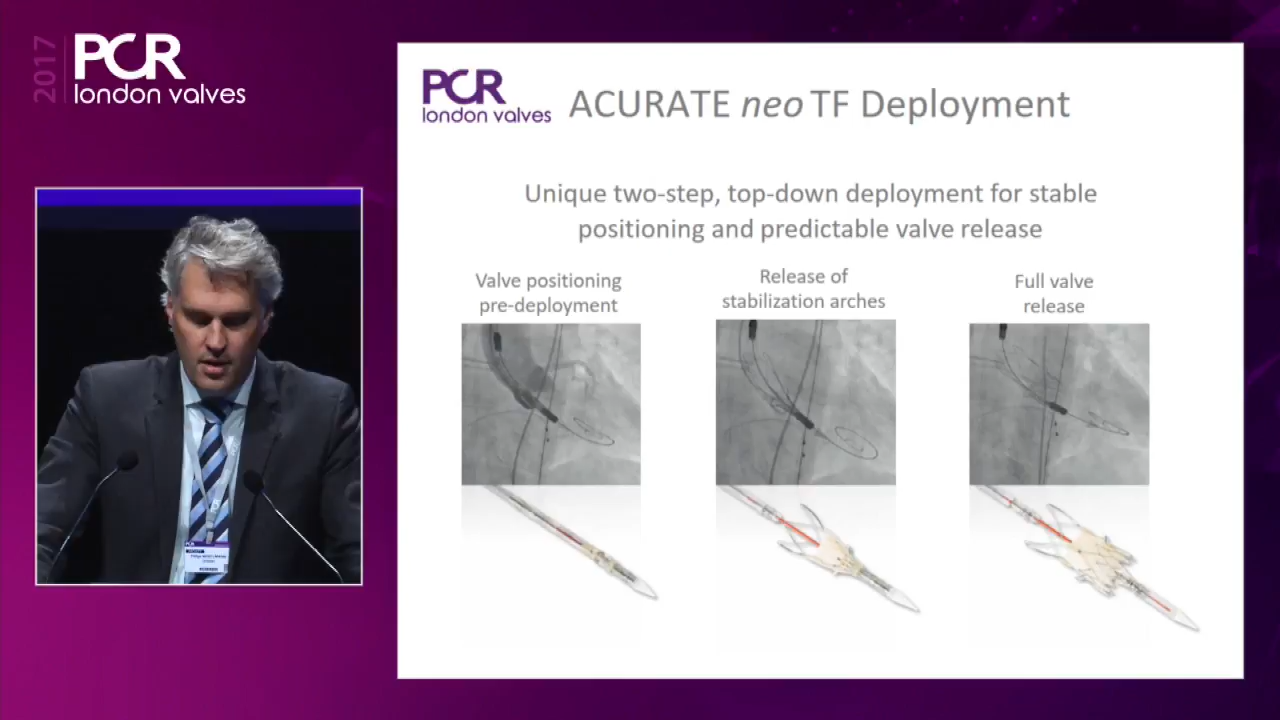 2017
PCR
london valves
PCR
london valves
ACURATE neo TF Deployment
Unique two-step, top-down deployment for stable
positioning and predictable valve release
Valve positioning
pre-deployment
Release of
stabilization arches
Full valve
release
PCR